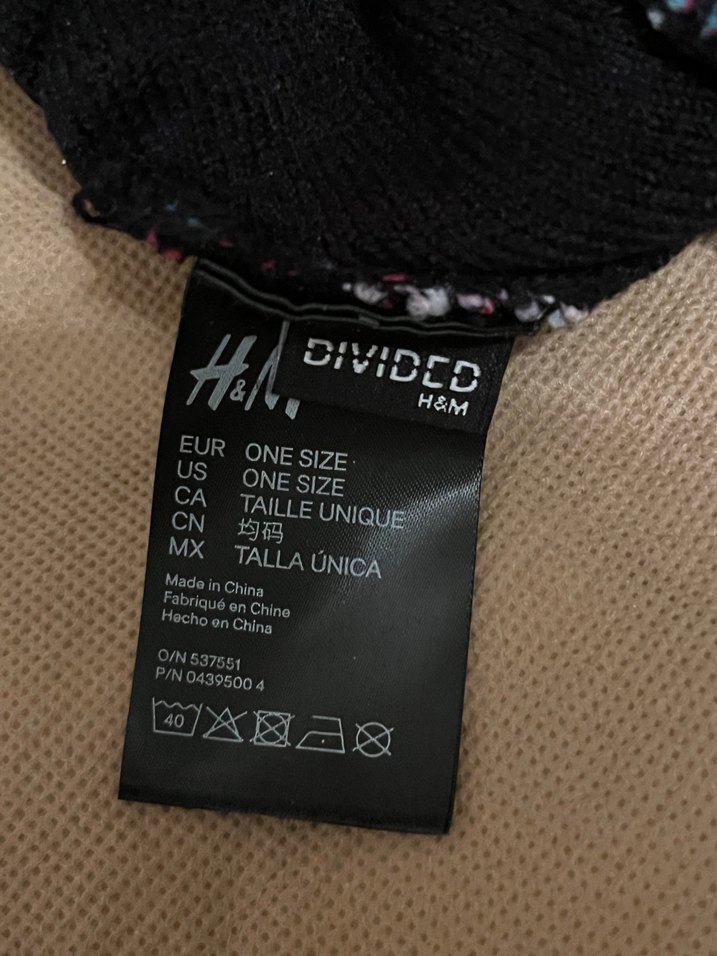 H&M
DIVIDED
H&M
EUR ONE SIZE
US ONE SIZE
CA TAILLE UNIQUE
CN 均码
MX TALLA ÚNICA
Made in China
Fabriqué en Chine
Hecho en China
O/N 537551
P/N 0439500 4
40